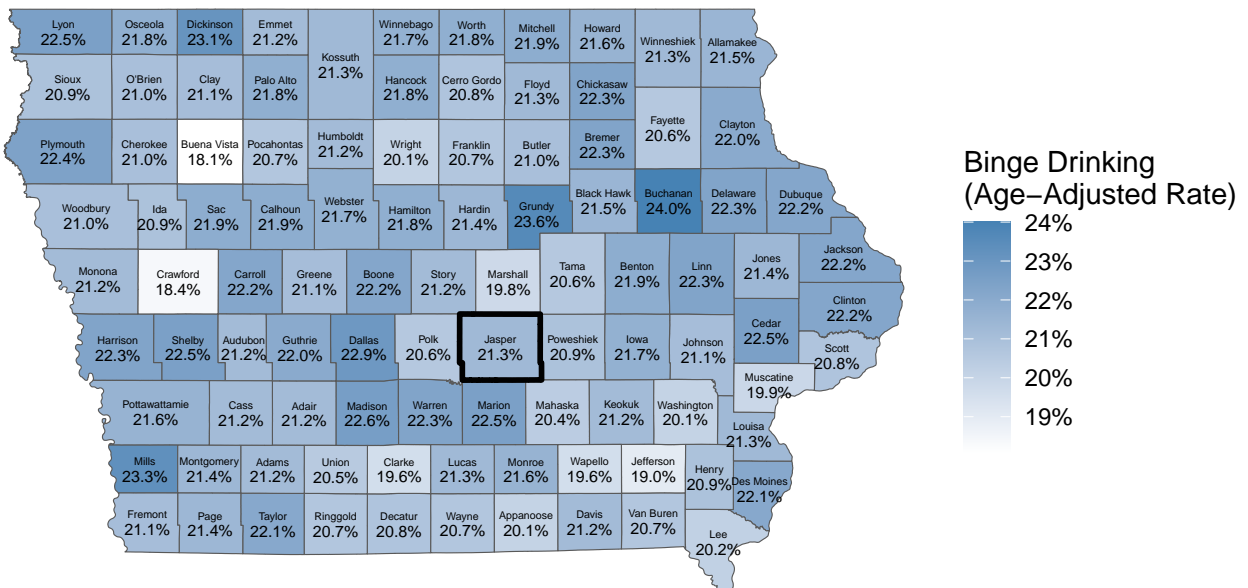 Lyon
22.5%
Osceola
21.8%
Dickinson
23.1%
Emmet
21.2%
Kossuth
21.3%
Winnebago
21.7%
Worth
21.8%
Mitchell
21.9%
Howard
21.6%
Winneshiek
21.3%
Allamakee
21.5%
Sioux
20.9%
O'Brien
21.0%
Clay
21.1%
Palo Alto
21.8%
Hancock
21.8%
Cerro Gordo
20.8%
Floyd
21.3%
Chickasaw
22.3%
Fayette
20.6%
Clayton
22.0%
Plymouth
22.4%
Cherokee
21.0%
Buena Vista
18.1%
Pocahontas
20.7%
Humboldt
21.2%
Wright
20.1%
Franklin
20.7%
Butler
21.0%
Bremer
22.3%
Woodbury
21.0%
Ida
20.9%
Sac
21.9%
Calhoun
21.9%
Webster
21.7%
Hamilton
21.8%
Hardin
21.4%
Grundy
23.6%
Black Hawk
21.5%
Buchanan
24.0%
Delaware
22.3%
Dubuque
22.2%
Monona
21.2%
Crawford
18.4%
Carroll
22.2%
Greene
21.1%
Boone
22.2%
Story
21.2%
Marshall
19.8%
Tama
20.6%
Benton
21.9%
Linn
22.3%
Jones
21.4%
Jackson
22.2%
Clinton
22.2%
Harrison
22.3%
Shelby
22.5%
Audubon
21.2%
Guthrie
22.0%
Dallas
22.9%
Polk
20.6%
Jasper
21.3%
Poweshiek
20.9%
Iowa
21.7%
Johnson
21.1%
Cedar
22.5%
Scott
20.8%
Muscatine
19.9%
Pottawattamie
21.6%
Cass
21.2%
Adair
21.2%
Madison
22.6%
Warren
22.3%
Marion
22.5%
Mahaska
20.4%
Keokuk
21.2%
Washington
20.1%
Louisa
21.3%
Mills
23.3%
Montgomery
21.4%
Adams
21.2%
Union
20.5%
Clarke
19.6%
Lucas
21.3%
Monroe
21.6%
Wapello
19.6%
Jefferson
19.0%
Henry
20.9%
Des Moines
22.1%
Fremont
21.1%
Page
21.4%
Taylor
22.1%
Ringgold
20.7%
Decatur
20.8%
Wayne
20.7%
Appanoose
20.1%
Davis
21.2%
Van Buren
20.7%
Lee
20.2%
Binge Drinking
(Age−Adjusted Rate)
24%
23%
22%
21%
20%
19%